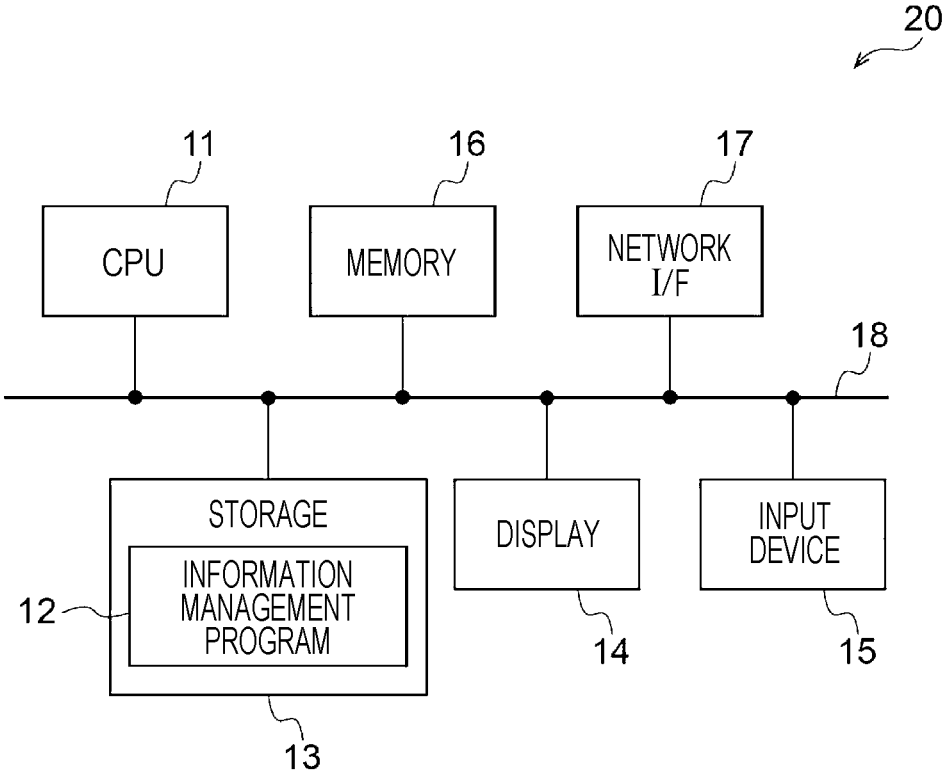 20
11
16
17
CPU
MEMORY
NETWORK
I/F
18
STORAGE
DISPLAY
INPUT
DEVICE
12
INFORMATION
MANAGEMENT
PROGRAM
14
15
13